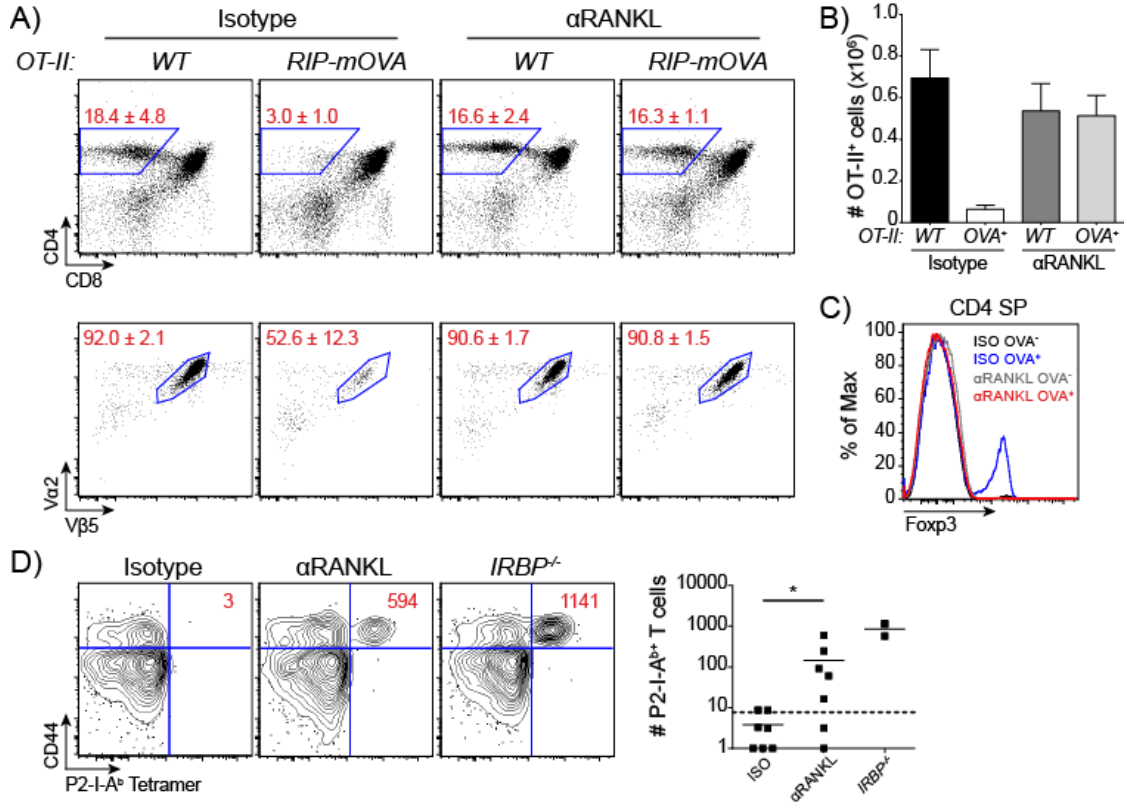 A)
Isotype
αRANKL
OT-II: WT RIP-mOVA WT RIP-mOVA
18.4 ± 4.8
3.0 ± 1.0
16.6 ± 2.4
16.3 ± 1.1
CD4
CD8
92.0 ± 2.1
52.6 ± 12.3
90.6 ± 1.7
90.8 ± 1.5
Vα2
Vβ5
B)
# OT-II⁺ cells (x10⁶)
1.0
0.8
0.6
0.4
0.2
0
OT-II: WT OVA⁺ WT OVA⁺
Isotype αRANKL
C)
CD4 SP
ISO OVA⁻
ISO OVA⁺
αRANKL OVA⁻
αRANKL OVA⁺
% of Max
100
80
60
40
20
0
Foxp3
D)
Isotype
αRANKL
IRBP⁻/⁻
3
594
1141
CD44
P2-I-Aᵇ Tetramer
# P2-I-Aᵇ⁺ T cells
10000
1000
100
10
1
*
ISO
αRANKL
IRBP⁻/⁻